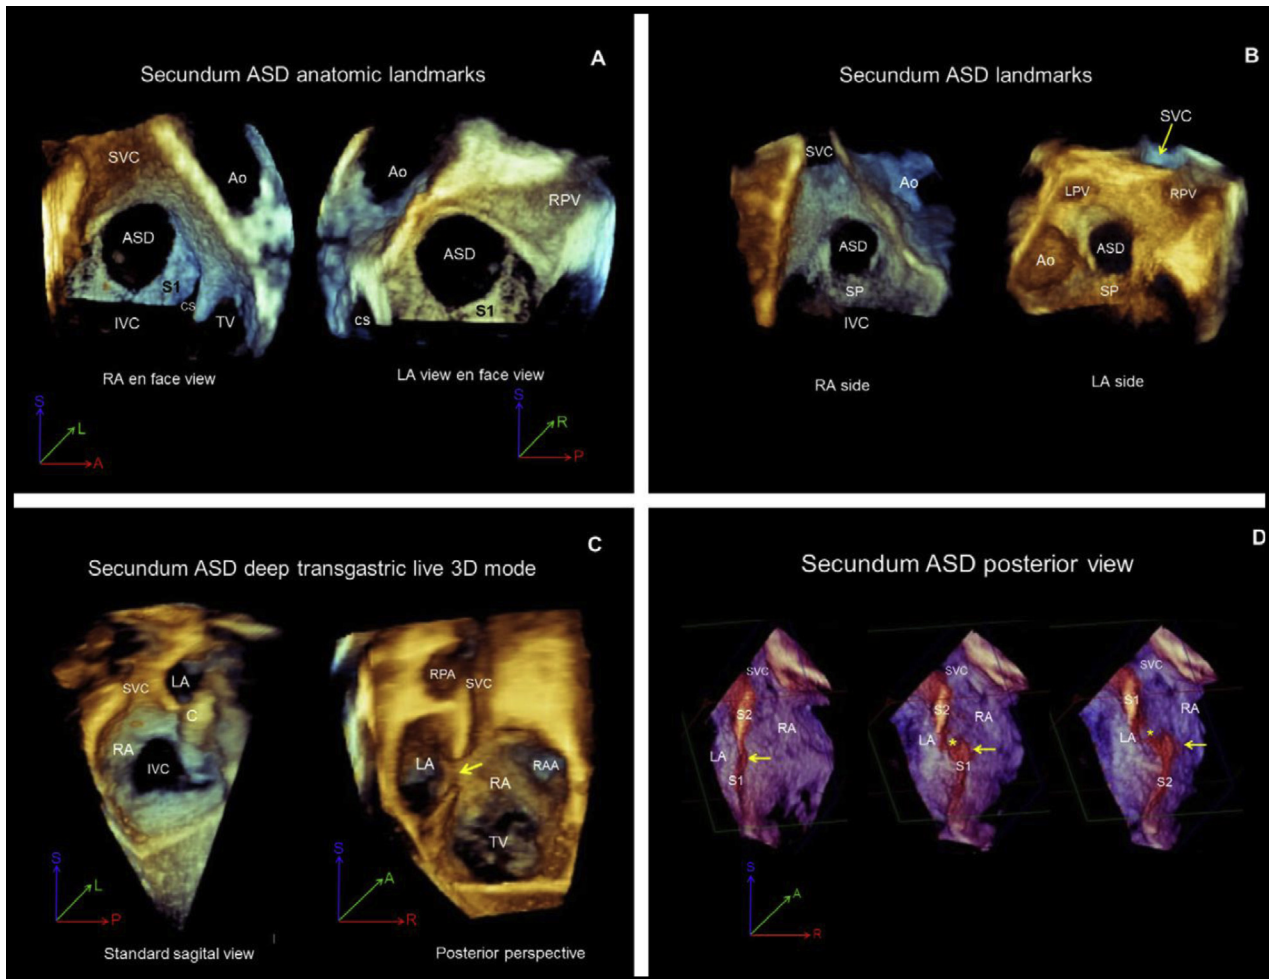 A
Secundum ASD anatomic landmarks
SVC
Ao
Ao
RPV
ASD
ASD
S1
CS
S1
IVC
TV
cs
RA en face view
LA view en face view
S
L
A
S
R
P
B
Secundum ASD landmarks
SVC
SVC
Ao
LPV
RPV
ASD
ASD
Ao
SP
SP
IVC
RA side
LA side
C
Secundum ASD deep transgastric live 3D mode
SVC
LA
C
RA
IVC
RPA
SVC
LA
RA
RAA
TV
S
L
P
S
A
R
Standard sagital view
Posterior perspective
D
Secundum ASD posterior view
SVC
S2
RA
LA
S1
SVC
S2
RA
LA
*
S1
SVC
S1
RA
LA
*
S2
S
A
R